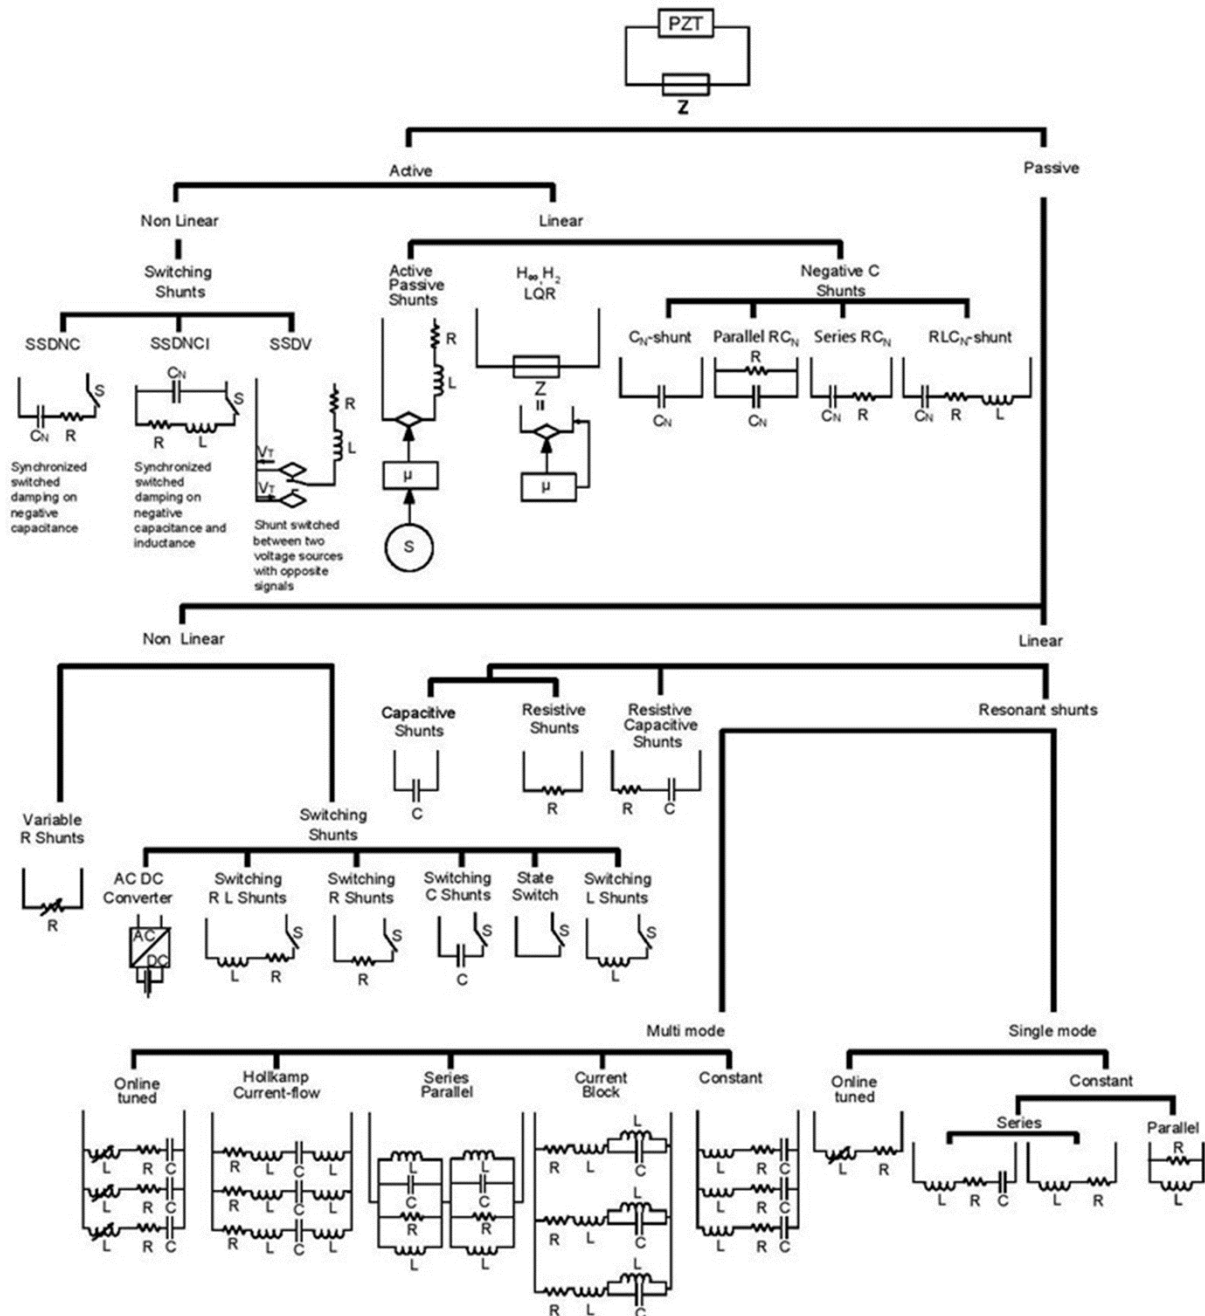 PZT
Z
Active
Passive
Non Linear
Linear
Switching
Shunts
Active
Passive
Shunts
H∞,H2
LQR
Negative C
Shunts
SSDNC
SSDNCI
SSDV
CN-shunt
Parallel RCN
Series RCN
RLCN-shunt
S
CN
R
CN
S
R
L
R
L
VT
VT
R
L
μ
S
Z
μ
CN
R
CN
CN
R
CN
R
L
Synchronized
switched
damping on
negative
capacitance
Synchronized
switched
damping on
negative
capacitance and
inductance
Shunt switched
between two
voltage sources
with opposite
signals
Non Linear
Linear
Capacitive
Shunts
Resistive
Shunts
Resistive
Capacitive
Shunts
Resonant shunts
C
R
R
C
Variable
R Shunts
R
Switching
Shunts
AC DC
Converter
Switching
R L Shunts
Switching
R Shunts
Switching
C Shunts
State
Switch
Switching
L Shunts
AC
DC
S
L
R
S
R
S
C
S
S
L
Multi mode
Single mode
Online
tuned
Hollkamp
Current-flow
Series
Parallel
Current
Block
Constant
Online
tuned
Constant
Series
Parallel
L R C
L R C
L R C
R L C L
R L C L
R L C L
L
C
R
L
L
C
R
L
L
R L C
L
R L C
L
R L C
L R C
L R C
L R C
L R
L R C
L R
R
L